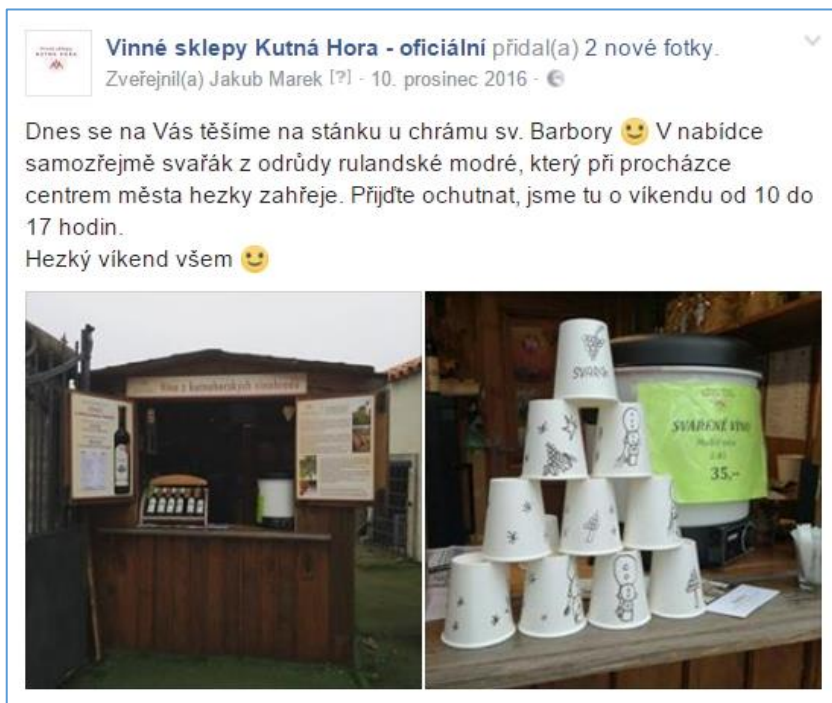 Vinné sklepy Kutná Hora - oficiální přidal(a) 2 nové fotky.
Zveřejnil(a) Jakub Marek [?] · 10. prosinec 2016 ·
Dnes se na Vás těšíme na stánku u chrámu sv. Barbory 🙂 V nabídce
samozřejmě svařák z odrůdy rulandské modré, který při procházce
centrem města hezky zahřeje. Přijďte ochutnat, jsme tu o víkendu od 10 do
17 hodin.
Hezký víkend všem 🙂
Vína z kutnohorských vinohradů
SVAŘENÉ VÍNO
35,-